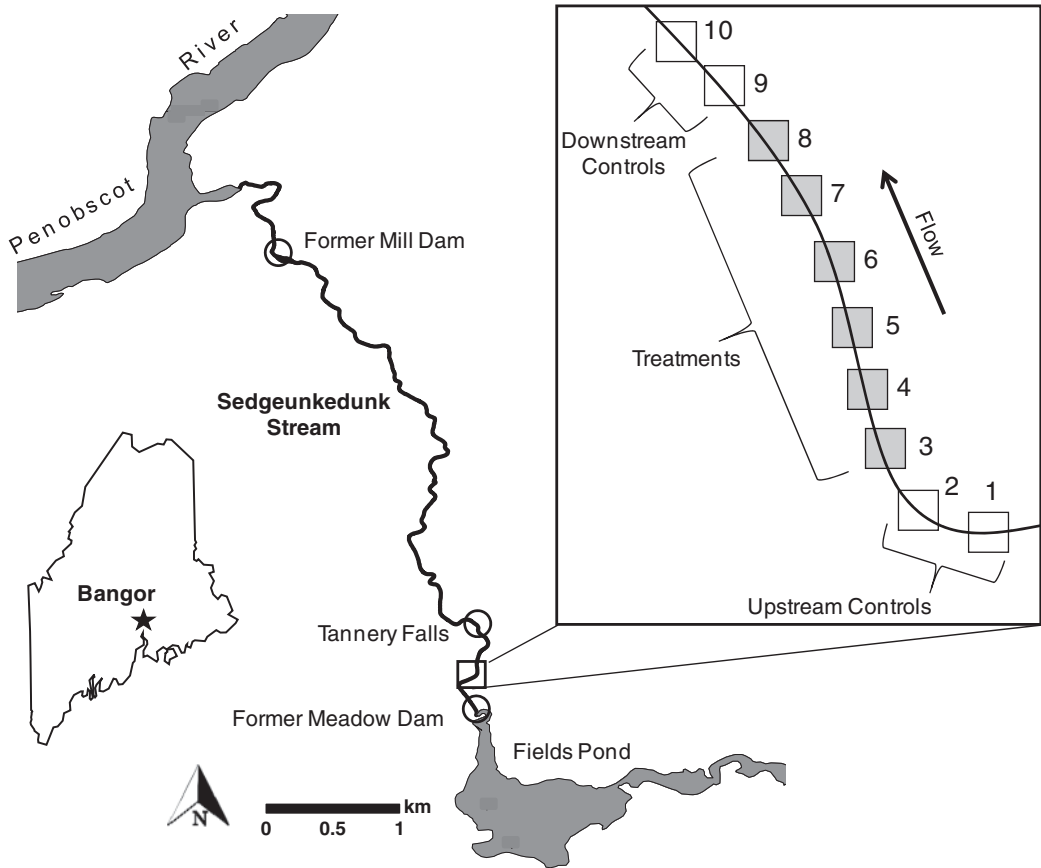 River
Penobscot
Former Mill Dam
Sedgeunkedunk
Stream
Bangor
Tannery Falls
Former Meadow Dam
Fields Pond
N
km
0 0.5 1
10
9
Downstream
Controls
8
7
Flow
6
5
Treatments
4
3
2
1
Upstream Controls